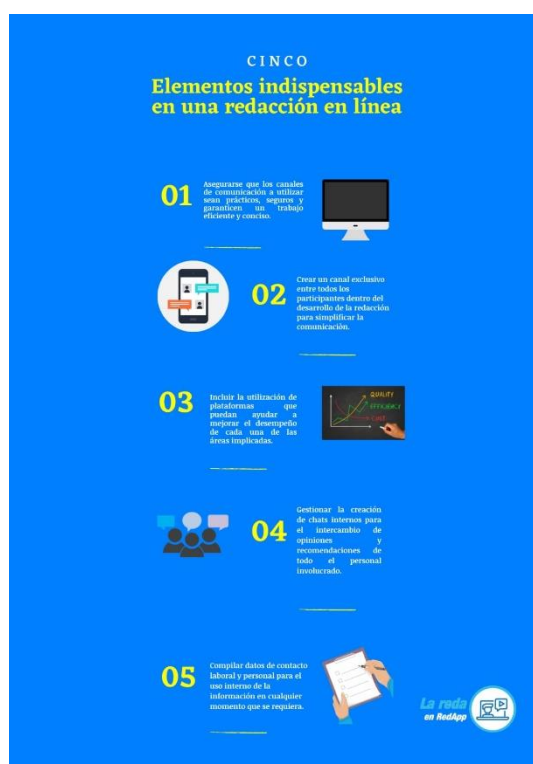 CINCO
Elementos indispensables
en una redacción en línea
01
Asegurarse que los canales
de comunicación a utilizar
sean prácticos, seguros y
garanticen un trabajo
eficiente y conciso.
02
Crear un canal exclusivo
entre todos los
participantes dentro del
desarrollo de la redacción
para simplificar la
comunicación.
03
Incluir la utilización de
plataformas que
puedan ayudar a
mejorar el desempeño
de cada una de las
áreas implicadas.
QUALITY
EFFICIENCY
COST
04
Gestionar la creación
de chats internos para
el intercambio de
opiniones y
recomendaciones de
todo el personal
involucrado.
05
Compilar datos de contacto
laboral y personal para el
uso interno de la
información en cualquier
momento que se requiera.
La reda
en RedApp